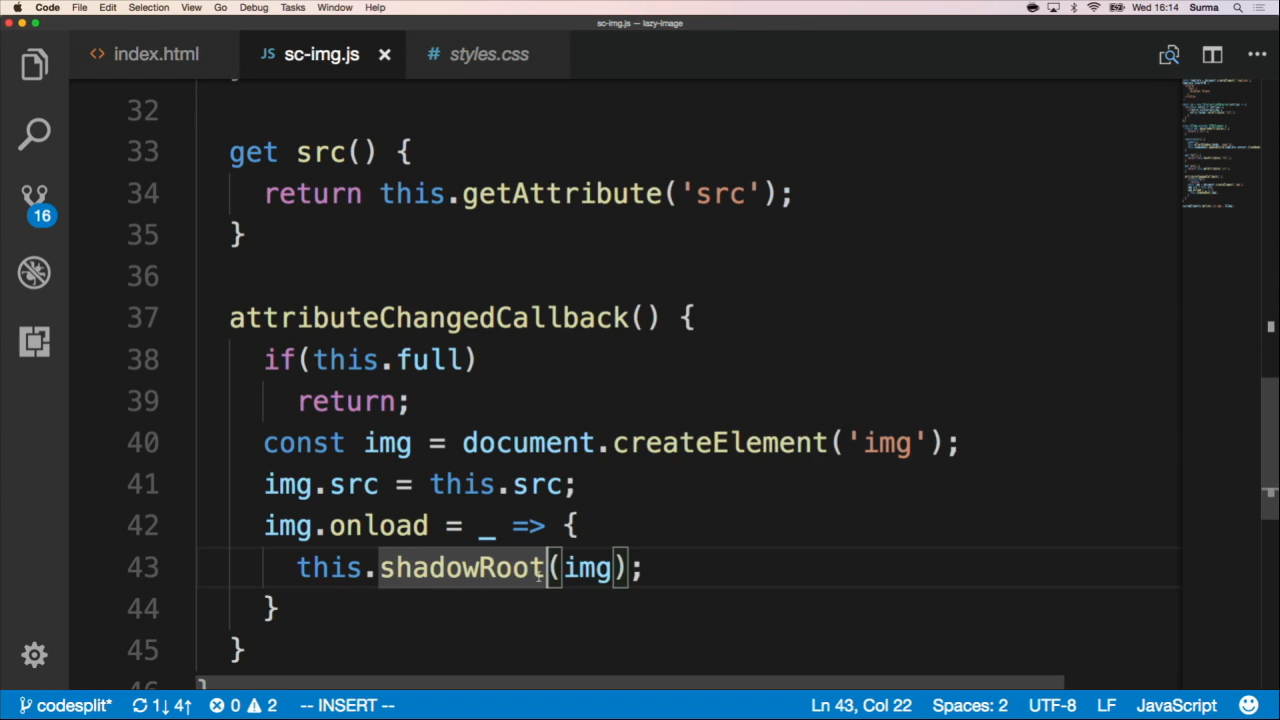 Code File Edit Selection View Go Debug Tasks Window Help Wed 16:14 Surma
sc-img.js — lazy-image
<> index.html JS sc-img.js × # styles.css
32
33 get src() {
34 return this.getAttribute('src');
35 }
36
37 attributeChangedCallback() {
38 if(this.full)
39 return;
40 const img = document.createElement('img');
41 img.src = this.src;
42 img.onload = _ => {
43 this.shadowRoot(img);
44 }
45 }
16
codesplit* 1↓ 4↑ 0 2 -- INSERT -- Ln 43, Col 22 Spaces: 2 UTF-8 LF JavaScript